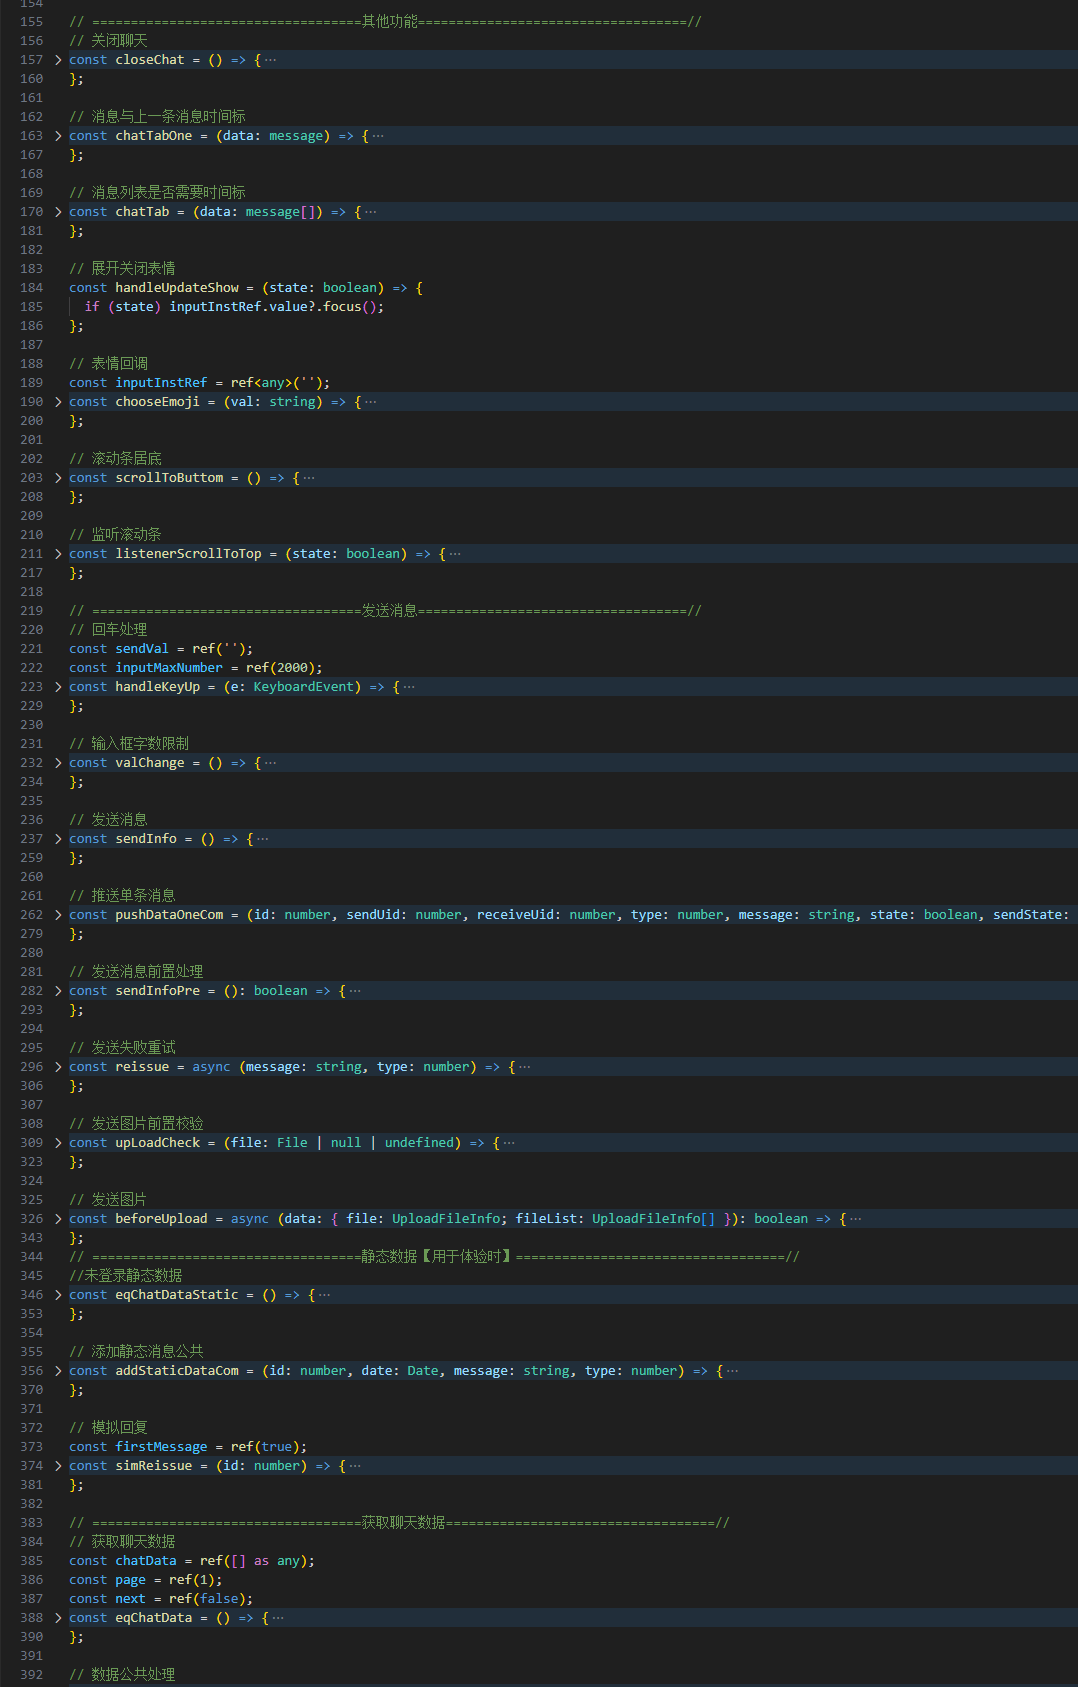 154
155 // ===================================其他功能===================================//
156 // 关闭聊天
157 > const closeChat = () => {···
160 };
161
162 // 消息与上一条消息时间标
163 > const chatTabOne = (data: message) => {···
167 };
168
169 // 消息列表是否需要时间标
170 > const chatTab = (data: message[]) => {···
181 };
182
183 // 展开关闭表情
184 const handleUpdateShow = (state: boolean) => {
185   if (state) inputInstRef.value?.focus();
186 };
187
188 // 表情回调
189 const inputInstRef = ref<any>('');
190 > const chooseEmoji = (val: string) => {···
200 };
201
202 // 滚动条居底
203 > const scrollToButtom = () => {···
208 };
209
210 // 监听滚动条
211 > const listenerScrollToTop = (state: boolean) => {···
217 };
218
219 // ===================================发送消息===================================//
220 // 回车处理
221 const sendVal = ref('');
222 const inputMaxNumber = ref(2000);
223 > const handleKeyUp = (e: KeyboardEvent) => {···
229 };
230
231 // 输入框字数限制
232 > const valChange = () => {···
234 };
235
236 // 发送消息
237 > const sendInfo = () => {···
259 };
260
261 // 推送单条消息
262 > const pushDataOneCom = (id: number, sendUid: number, receiveUid: number, type: number, message: string, state: boolean, sendState:
279 };
280
281 // 发送消息前置处理
282 > const sendInfoPre = (): boolean => {···
293 };
294
295 // 发送失败重试
296 > const reissue = async (message: string, type: number) => {···
306 };
307
308 // 发送图片前置校验
309 > const upLoadCheck = (file: File | null | undefined) => {···
323 };
324
325 // 发送图片
326 > const beforeUpload = async (data: { file: UploadFileInfo; fileList: UploadFileInfo[] }): boolean => {···
343 };
344 // ===================================静态数据【用于体验时】===================================//
345 //未登录静态数据
346 > const eqChatDataStatic = () => {···
353 };
354
355 // 添加静态消息公共
356 > const addStaticDataCom = (id: number, date: Date, message: string, type: number) => {···
370 };
371
372 // 模拟回复
373 const firstMessage = ref(true);
374 > const simReissue = (id: number) => {···
381 };
382
383 // ===================================获取聊天数据===================================//
384 // 获取聊天数据
385 const chatData = ref([] as any);
386 const page = ref(1);
387 const next = ref(false);
388 > const eqChatData = () => {···
390 };
391
392 // 数据公共处理